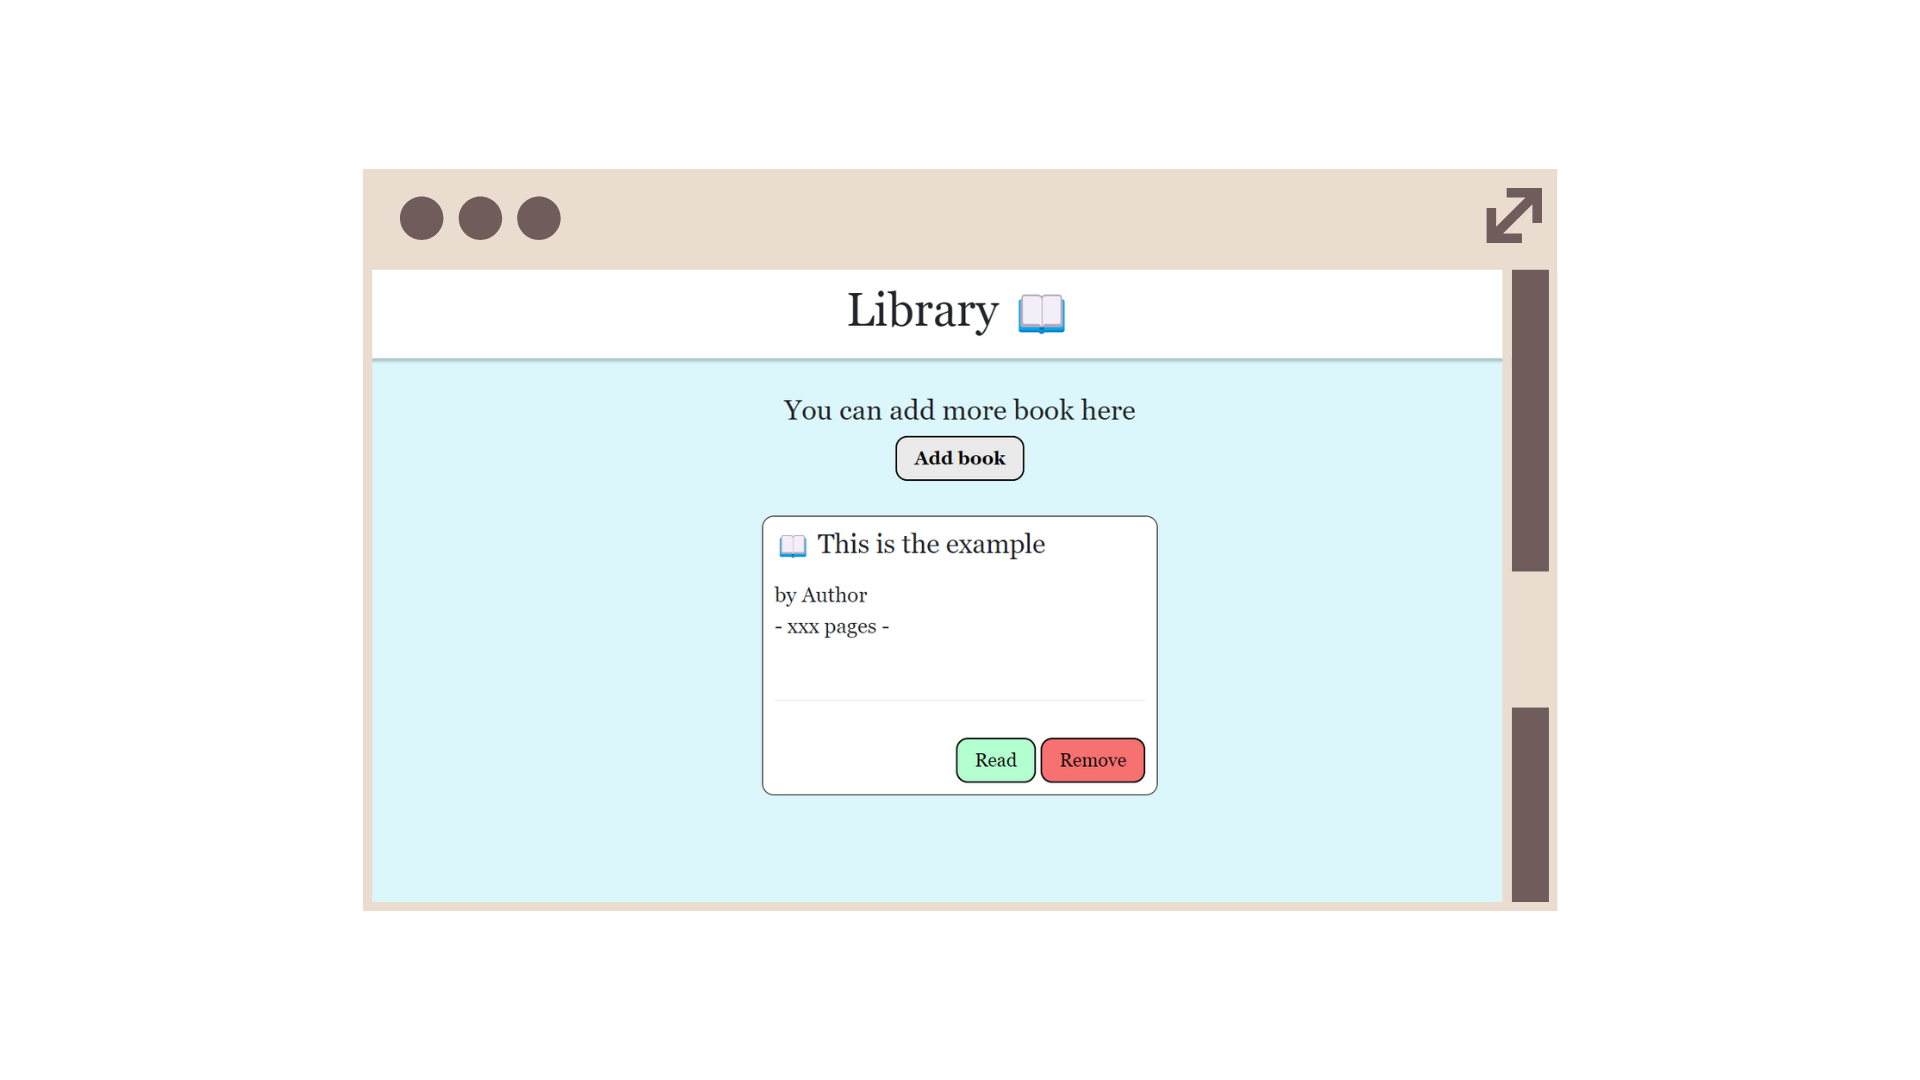 Library
You can add more book here
Add book
This is the example
by Author
- xxx pages -
Read Remove